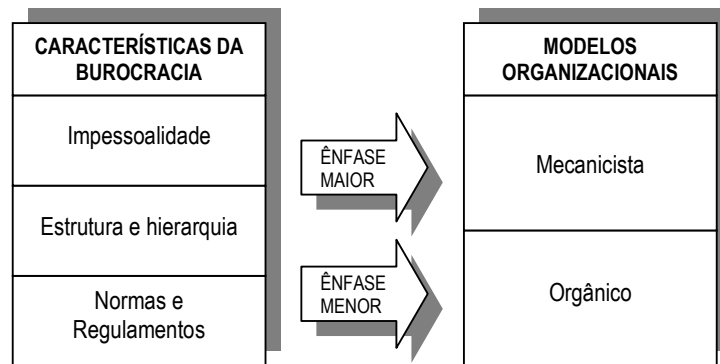 CARACTERÍSTICAS DA
BUROCRACIA
Impessoalidade
Estrutura e hierarquia
Normas e
Regulamentos
ÊNFASE
MAIOR
ÊNFASE
MENOR
MODELOS
ORGANIZACIONAIS
Mecanicista
Orgânico